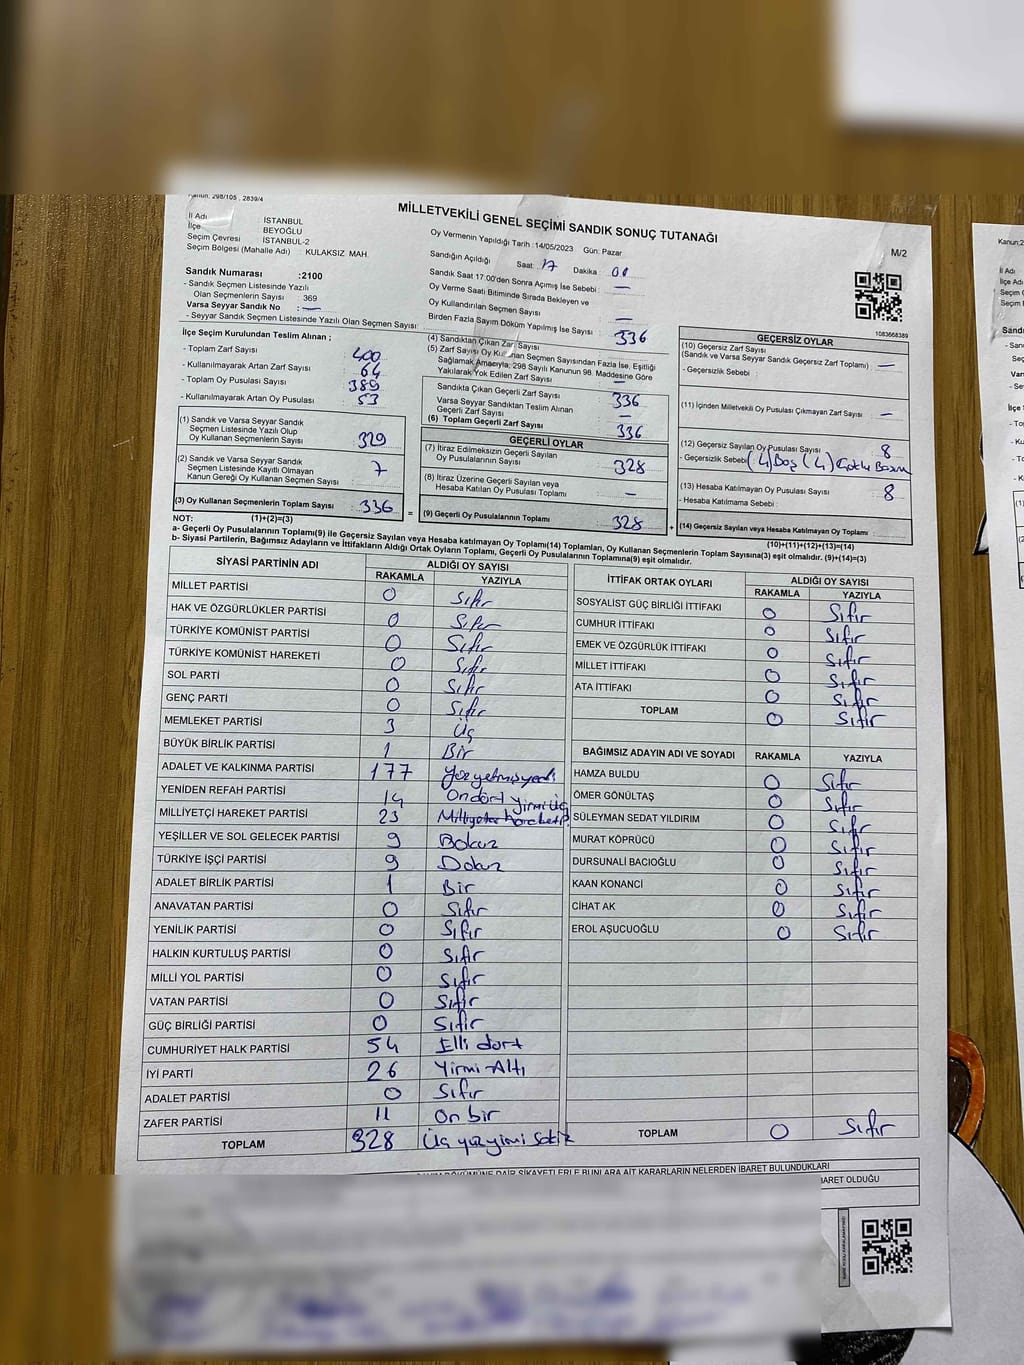 Kanun: 298/105 , 2839/4
MİLLETVEKİLİ GENEL SEÇİMİ SANDIK SONUÇ TUTANAĞI
M/2
İl Adı İSTANBUL
İlçe BEYOĞLU
Seçim Çevresi İSTANBUL-2
Seçim Bölgesi (Mahalle Adı) : KULAKSIZ MAH.
Oy Vermenin Yapıldığı Tarih :14/05/2023 Gün: Pazar
Sandığın Açıldığı Saat: 17 Dakika : 00
Sandık Saat 17:00'den Sonra Açımış İse Sebebi : —
Oy Verme Saati Bitiminde Sırada Bekleyen ve
Oy Kullandırılan Seçmen Sayısı —
Birden Fazla Sayım Döküm Yapılmış İse Sayısı
Sandık Numarası :2100
- Sandık Seçmen Listesinde Yazılı
Olan Seçmenlerin Sayısı : 369
Varsa Seyyar Sandık No : —
- Seyyar Sandık Seçmen Listesinde Yazılı Olan Seçmen Sayısı:
1083668389
İlçe Seçim Kurulundan Teslim Alınan ;
- Toplam Zarf Sayısı 400
- Kullanılmayarak Artan Zarf Sayısı 64
- Toplam Oy Pusulası Sayısı 389
- Kullanılmayarak Artan Oy Pusulası 53
(1) Sandık ve Varsa Seyyar Sandık
Seçmen Listesinde Yazılı Olup
Oy Kullanan Seçmenlerin Sayısı 329
(2) Sandık ve Varsa Seyyar Sandık
Seçmen Listesinde Kayıtlı Olmayan
Kanun Gereği Oy Kullanan Seçmen Sayısı : 7
(3) Oy Kullanan Seçmenlerin Toplam Sayısı : 336 =
(1)+(2)=(3)
(4) Sandıktan Çıkan Zarf Sayısı 336
(5) Zarf Sayısı Oy Kullanan Seçmen Sayısından Fazla İse, Eşitliği
Sağlamak Amacıyla, 298 Sayılı Kanunun 98. Maddesine Göre
Yakılarak Yok Edilen Zarf Sayısı —
Sandıkta Çıkan Geçerli Zarf Sayısı 336
Varsa Seyyar Sandıktan Teslim Alınan
Geçerli Zarf Sayısı —
(6) Toplam Geçerli Zarf Sayısı 336
GEÇERLİ OYLAR
(7) İtiraz Edilmeksizin Geçerli Sayılan
Oy Pusulalarının Sayısı 328
(8) İtiraz Üzerine Geçerli Sayılan veya
Hesaba Katılan Oy Pusulası Toplamı —
(9) Geçerli Oy Pusulalarının Toplamı 328 +
GEÇERSİZ OYLAR
(10) Geçersiz Zarf Sayısı
(Sandık ve Varsa Seyyar Sandık Geçersiz Zarf Toplamı) —
- Geçersizlik Sebebi
(11) İçinden Milletvekili Oy Pusulası Çıkmayan Zarf Sayısı —
(12) Geçersiz Sayılan Oy Pusulası Sayısı 8
- Geçersizlik Sebebi (4) Boş (4) Çoklu
(13) Hesaba Katılmayan Oy Pusulası Sayısı 8
- Hesaba Katılmama Sebebi :
(14) Geçersiz Sayılan veya Hesaba Katılmayan Oy Toplamı
(10)+(11)+(12)+(13)=(14)
NOT:
a- Geçerli Oy Pusulalarının Toplamı(9) ile Geçersiz Sayılan veya Hesaba Katılmayan Oy Toplamı(14) Toplamları, Oy Kullanan Seçmenlerin Toplam Sayısına(3) eşit olmalıdır. (9)+(14)=(3)
b- Siyasi Partilerin, Bağımsız Adayların ve İttifakların Aldığı Ortak Oyların Toplamı, Geçerli Oy Pusulalarının Toplamına(9) eşit olmalıdır.
SİYASİ PARTİNİN ADI ALDIĞI OY SAYISI
RAKAMLA YAZIYLA
MİLLET PARTİSİ 0 Sıfır
HAK VE ÖZGÜRLÜKLER PARTİSİ 0 Sıfır
TÜRKİYE KOMÜNİST PARTİSİ 0 Sıfır
TÜRKİYE KOMÜNİST HAREKETİ 0 Sıfır
SOL PARTİ 0 Sıfır
GENÇ PARTİ 0 Sıfır
MEMLEKET PARTİSİ 3 Üç
BÜYÜK BİRLİK PARTİSİ 1 Bir
ADALET VE KALKINMA PARTİSİ 177 Yüzyetmişyedi
YENİDEN REFAH PARTİSİ 14 Ondört yirmi üç
MİLLİYETÇİ HAREKET PARTİSİ 23 Milliyetçi hareket P.
YEŞİLLER VE SOL GELECEK PARTİSİ 9 Dokuz
TÜRKİYE İŞÇİ PARTİSİ 9 Dokuz
ADALET BİRLİK PARTİSİ 1 Bir
ANAVATAN PARTİSİ 0 Sıfır
YENİLİK PARTİSİ 0 Sıfır
HALKIN KURTULUŞ PARTİSİ 0 Sıfır
MİLLİ YOL PARTİSİ 0 Sıfır
VATAN PARTİSİ 0 Sıfır
GÜÇ BİRLİĞİ PARTİSİ 0 Sıfır
CUMHURİYET HALK PARTİSİ 54 Elli dört
İYİ PARTİ 26 Yirmi Altı
ADALET PARTİSİ 0 Sıfır
ZAFER PARTİSİ 11 On bir
TOPLAM 328 Üç yüz yirmi sekiz
İTTİFAK ORTAK OYLARI ALDIĞI OY SAYISI
RAKAMLA YAZIYLA
SOSYALİST GÜÇ BİRLİĞİ İTTİFAKI 0 Sıfır
CUMHUR İTTİFAKI 0 Sıfır
EMEK VE ÖZGÜRLÜK İTTİFAKI 0 Sıfır
MİLLET İTTİFAKI 0 Sıfır
ATA İTTİFAKI 0 Sıfır
TOPLAM 0 Sıfır
BAĞIMSIZ ADAYIN ADI VE SOYADI RAKAMLA YAZIYLA
HAMZA BULDU 0 Sıfır
ÖMER GÖNÜLTAŞ 0 Sıfır
SÜLEYMAN SEDAT YILDIRIM 0 Sıfır
MURAT KÖPRÜCÜ 0 Sıfır
DURSUNALİ BACIOĞLU 0 Sıfır
KAAN KONANCİ 0 Sıfır
CİHAT AK 0 Sıfır
EROL AŞUCUOĞLU 0 Sıfır
TOPLAM 0 Sıfır
DÖKÜMÜNE DAİR ŞİKAYETLERLE BUNLARA AİT KARARLARIN NELERDEN İBARET BULUNDUKLARI
İBARET OLDUĞU
Kanun:2
İl Adı
İlçe Ad
Seçim
Seçim
Sandı